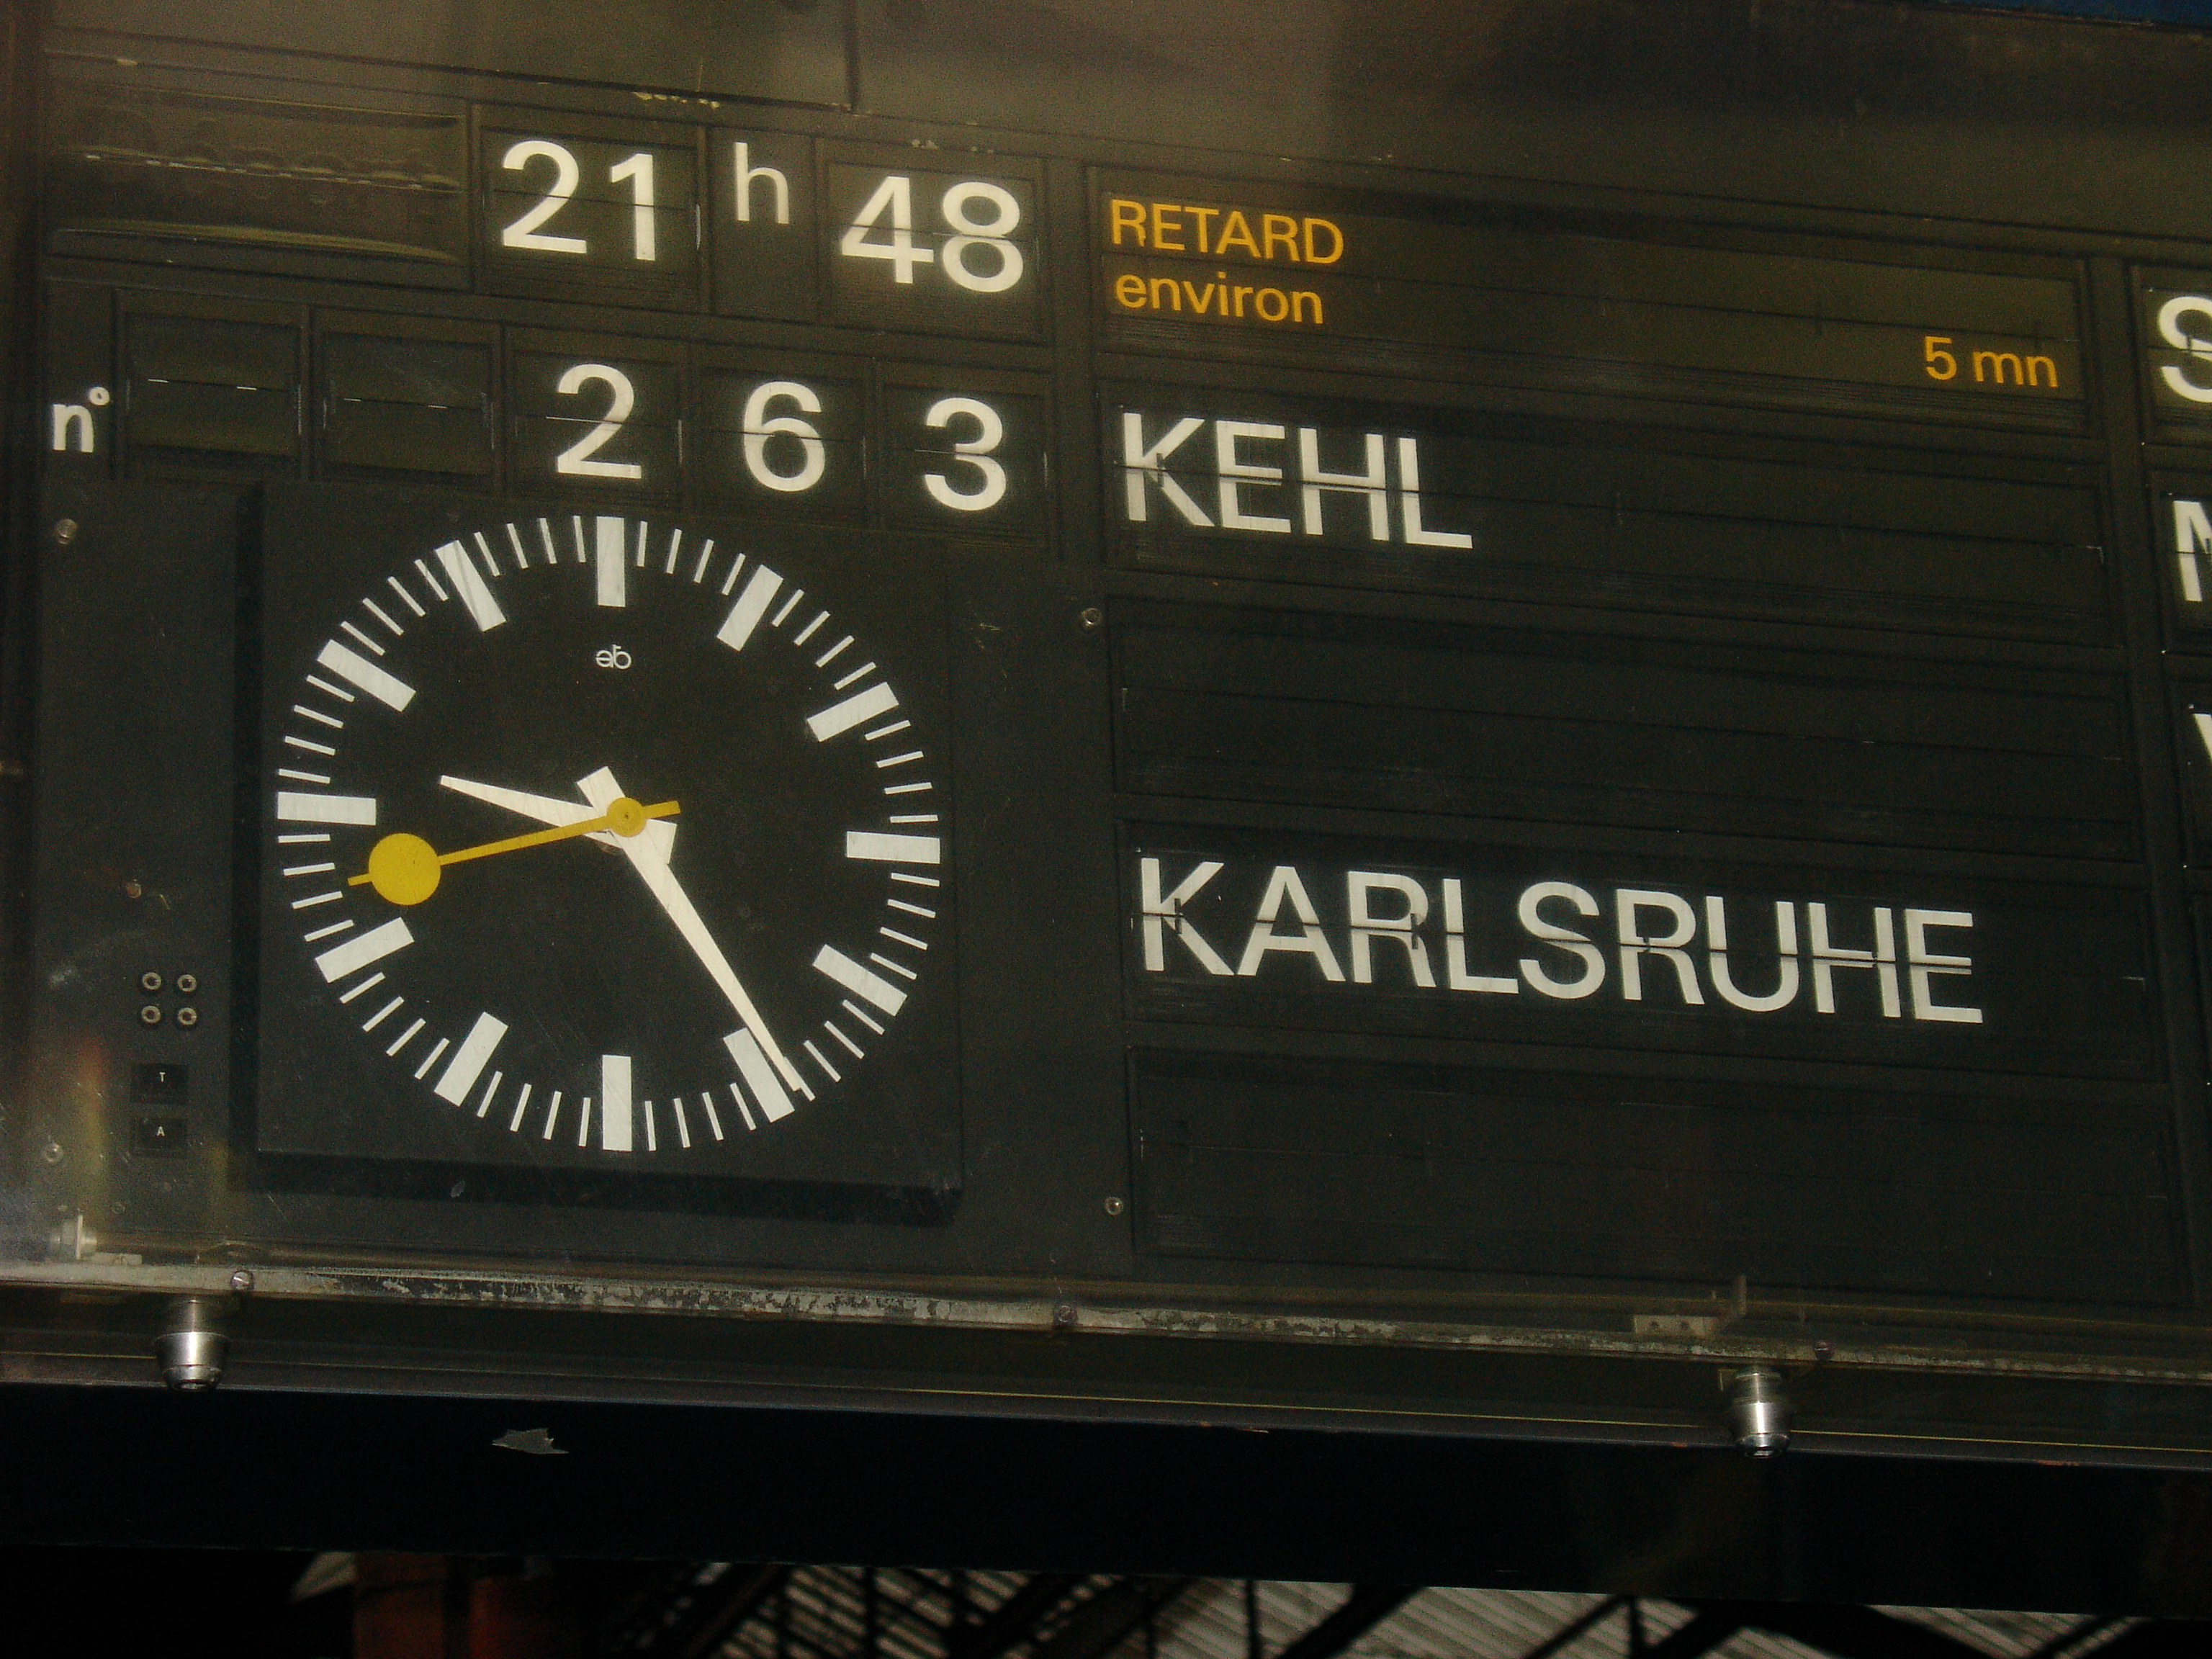 21 h 48
RETARD
environ
5 mn
n° 263
KEHL
KARLSRUHE
T
A